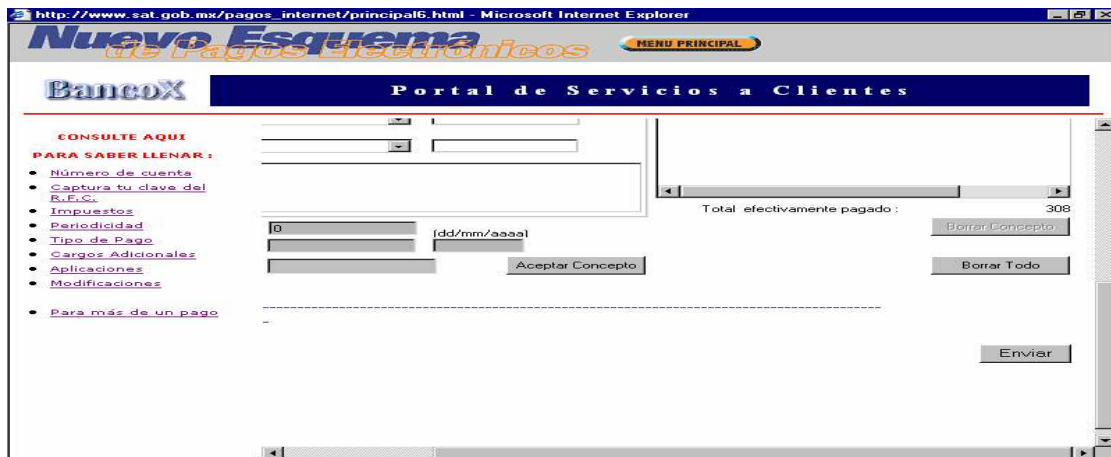 http://www.sat.gob.mx/pagos_internet/principal6.html - Microsoft Internet Explorer
Nuevo Esquema
de Pagos Electrónicos
MENU PRINCIPAL
BancoX
Portal de Servicios a Clientes
CONSULTE AQUI
PARA SABER LLENAR :
Número de cuenta
Captura tu clave del
R.F.C.
Impuestos
Periodicidad
Tipo de Pago
Cargos Adicionales
Aplicaciones
Modificaciones
Para más de un pago
Total efectivamente pagado : 308
0
(dd/mm/aaaa)
Borrar Concepto
Aceptar Concepto
Borrar Todo
Enviar